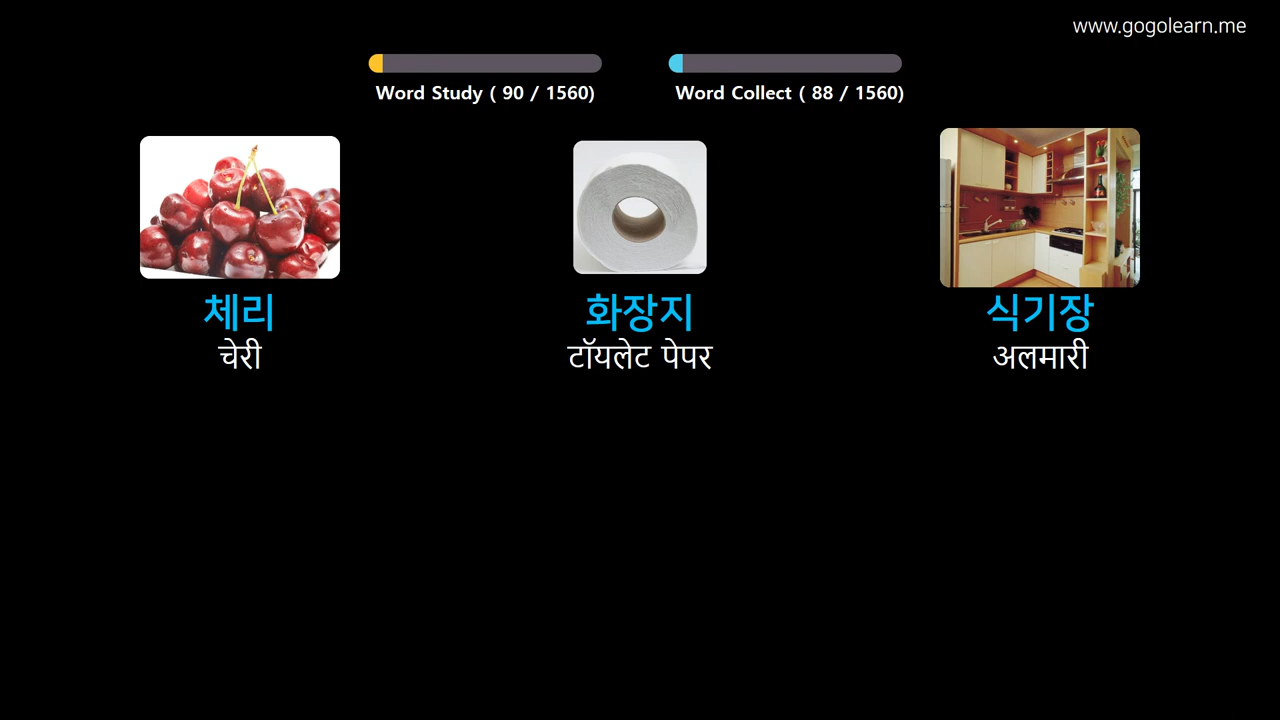 www.gogolearn.me
Word Study ( 90 / 1560)
Word Collect ( 88 / 1560)
체리
화장지
식기장
चेरी
टॉयलेट पेपर
अलमारी